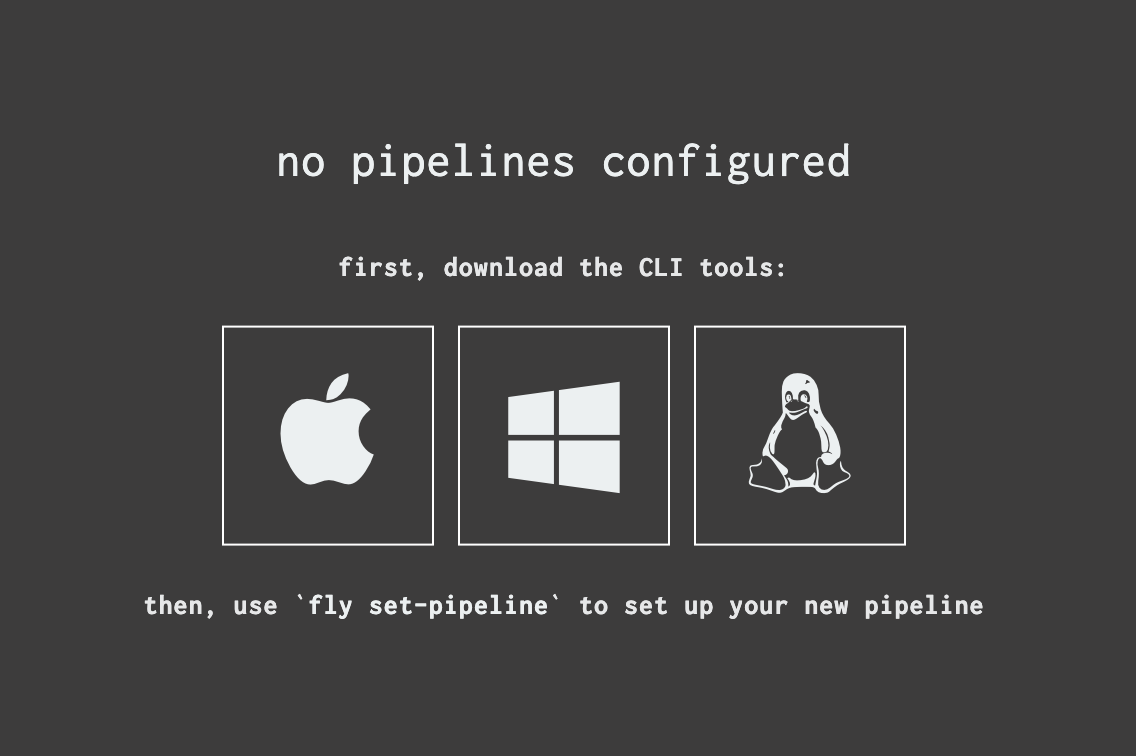 no pipelines configured
first, download the CLI tools:
then, use `fly set-pipeline` to set up your new pipeline